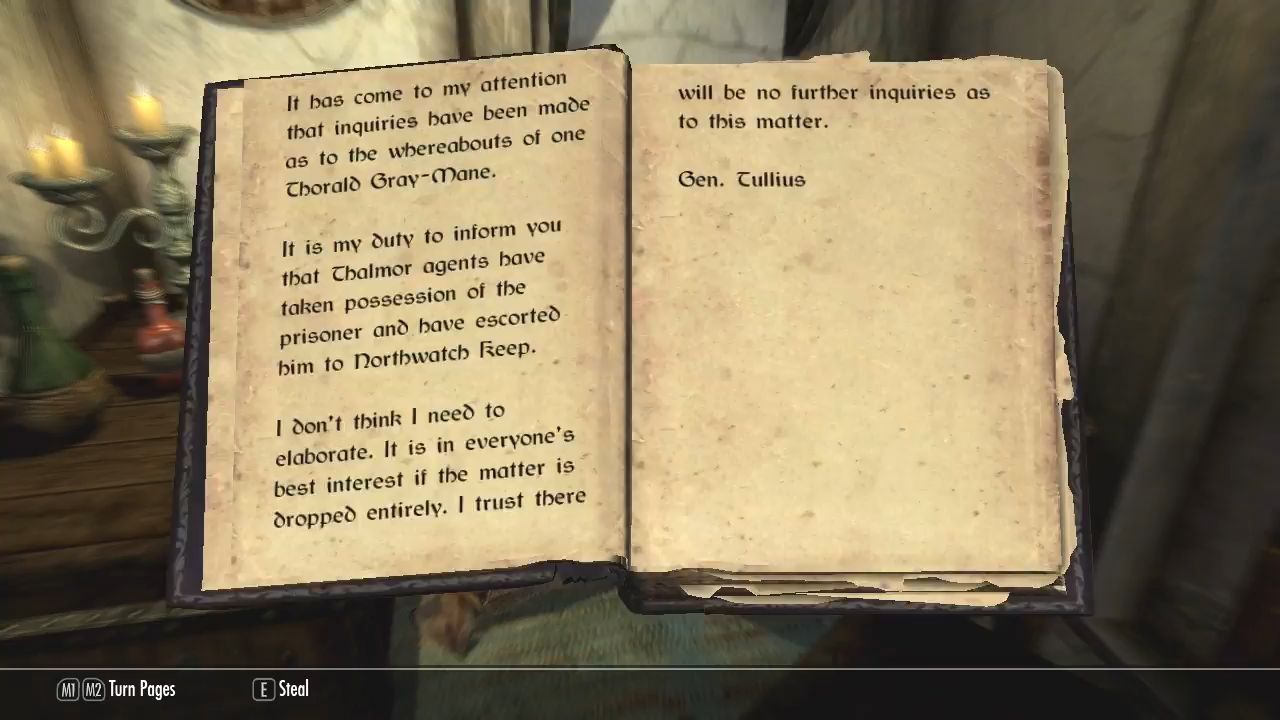 It has come to my attention
that inquiries have been made
as to the whereabouts of one
Thorald Gray-Mane.
It is my duty to inform you
that Thalmor agents have
taken possession of the
prisoner and have escorted
him to Northwatch Keep.
I don't think I need to
elaborate. It is in everyone's
best interest if the matter is
dropped entirely. I trust there
will be no further inquiries as
to this matter.
Gen. Tullius
M1 M2 Turn Pages
E Steal